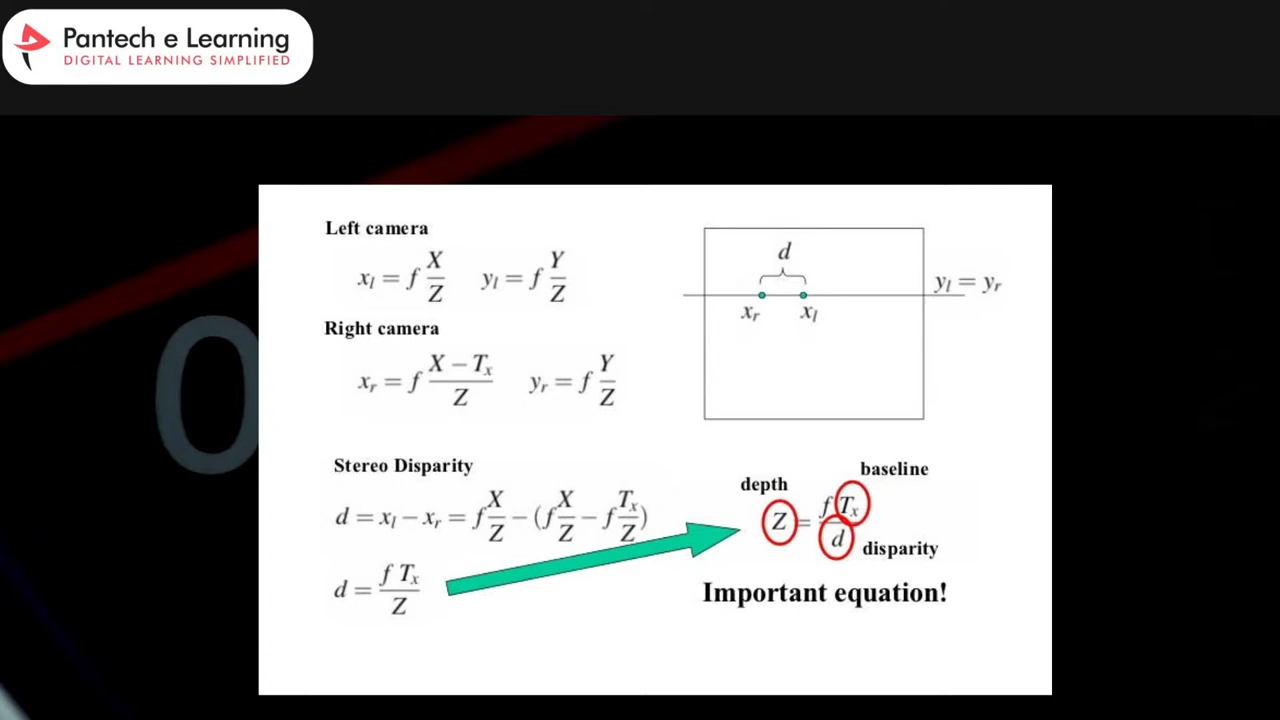 Pantech e Learning
DIGITAL LEARNING SIMPLIFIED
0
Left camera
x_l = f X/Z   y_l = f Y/Z
Right camera
x_r = f (X − T_x)/Z   y_r = f Y/Z
d
y_l = y_r
x_r   x_l
Stereo Disparity
d = x_l − x_r = f X/Z − (f X/Z − f T_x/Z)
d = f T_x/Z
baseline
depth
Z = f T_x/d
disparity
Important equation!